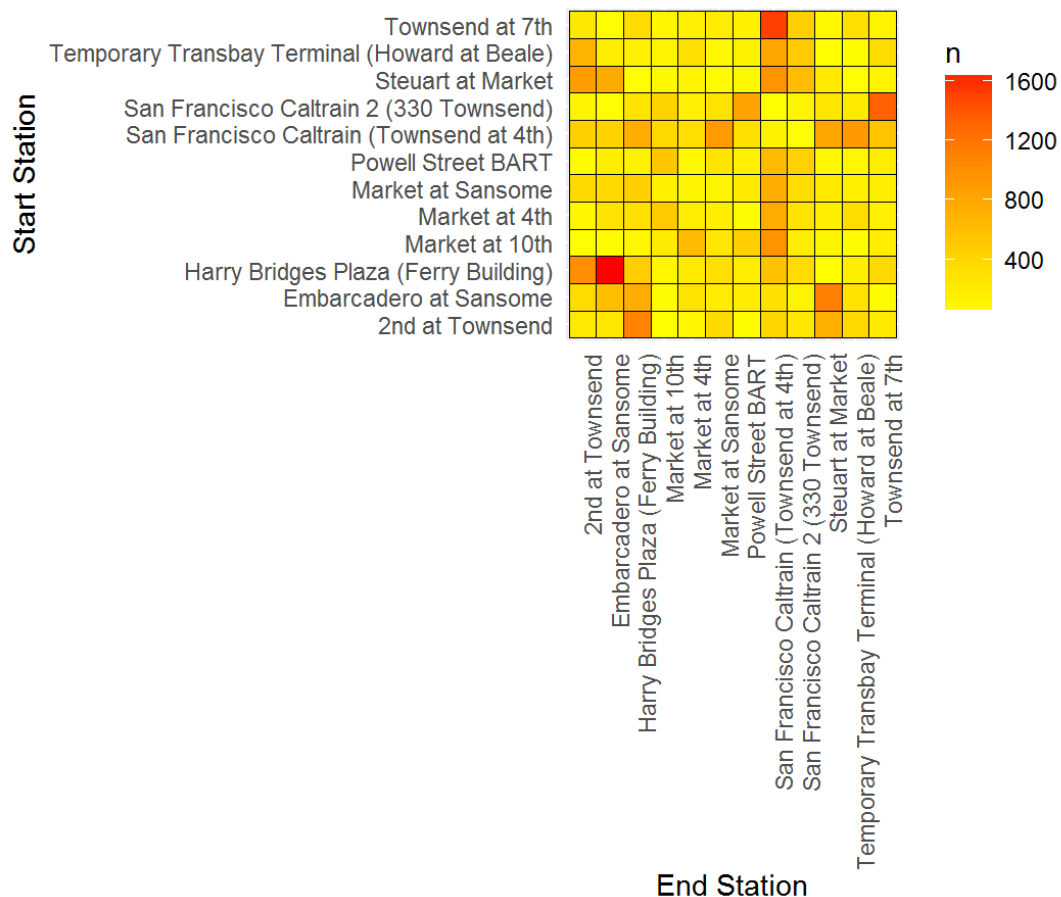 Start Station
Townsend at 7th
Temporary Transbay Terminal (Howard at Beale)
Steuart at Market
San Francisco Caltrain 2 (330 Townsend)
San Francisco Caltrain (Townsend at 4th)
Powell Street BART
Market at Sansome
Market at 4th
Market at 10th
Harry Bridges Plaza (Ferry Building)
Embarcadero at Sansome
2nd at Townsend
n
1600
1200
800
400
2nd at Townsend
Embarcadero at Sansome
Harry Bridges Plaza (Ferry Building)
Market at 10th
Market at 4th
Market at Sansome
Powell Street BART
San Francisco Caltrain (Townsend at 4th)
San Francisco Caltrain 2 (330 Townsend)
Steuart at Market
Temporary Transbay Terminal (Howard at Beale)
Townsend at 7th
End Station